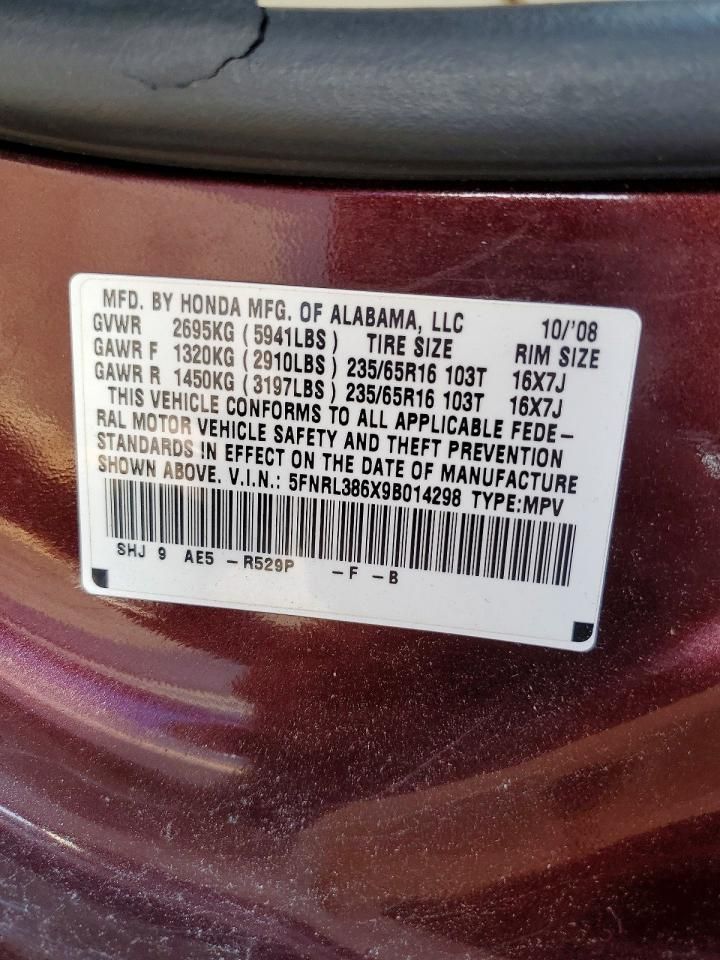 MFD. BY HONDA MFG. OF ALABAMA, LLC 10/'08
GVWR 2695KG (5941LBS) TIRE SIZE RIM SIZE
GAWR F 1320KG (2910LBS) 235/65R16 103T 16X7J
GAWR R 1450KG (3197LBS) 235/65R16 103T 16X7J
THIS VEHICLE CONFORMS TO ALL APPLICABLE FEDE-
RAL MOTOR VEHICLE SAFETY AND THEFT PREVENTION
STANDARDS IN EFFECT ON THE DATE OF MANUFACTURE
SHOWN ABOVE. V.I.N.: 5FNRL386X9B014298 TYPE:MPV
SHJ 9 AE5 -R529P -F -B